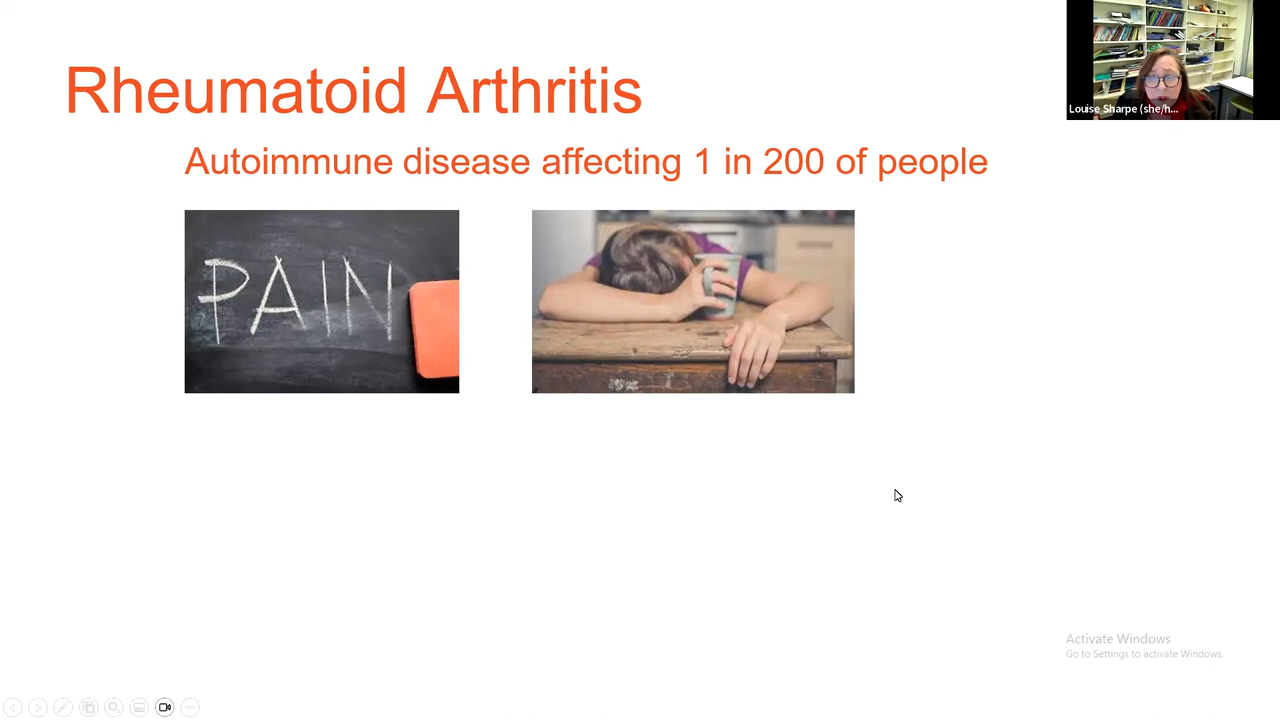 Rheumatoid Arthritis
Louise Sharpe (she/h...
Autoimmune disease affecting 1 in 200 of people
PAIN
Activate Windows
Go to Settings to activate Windows.